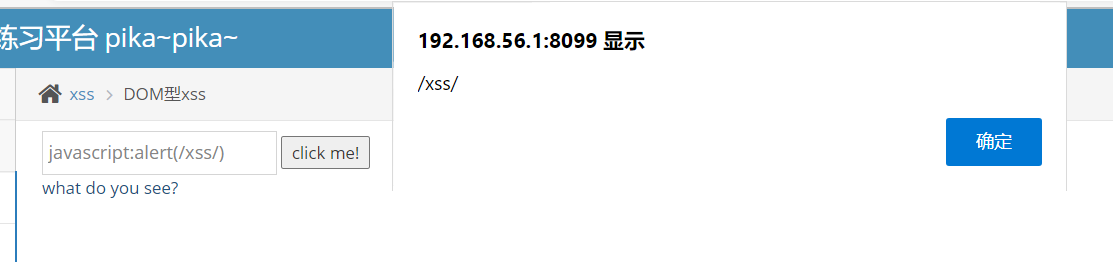 练习平台 pika~pika~
192.168.56.1:8099 显示
/xss/
确定
xss > DOM型xss
javascript:alert(/xss/) click me!
what do you see?